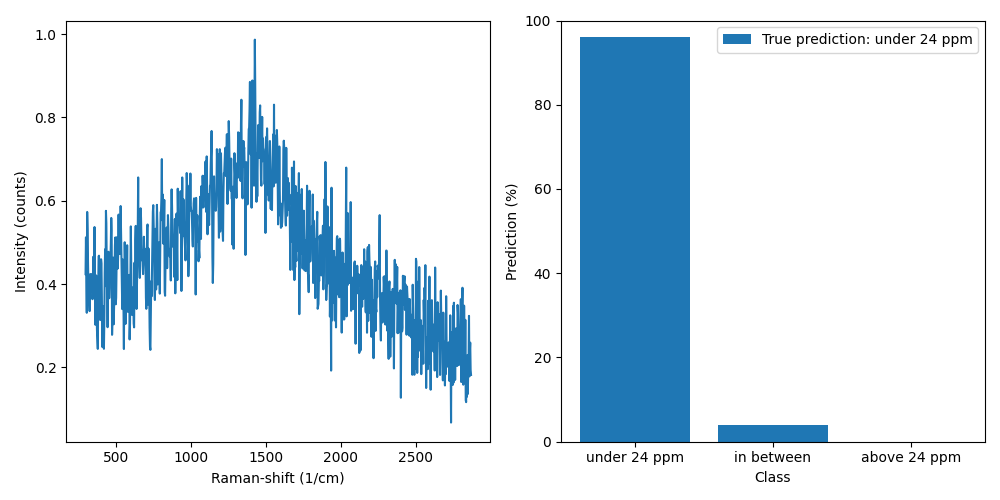 1.0
0.8
0.6
0.4
0.2
Intensity (counts)
500 1000 1500 2000 2500
Raman-shift (1/cm)
100
80
60
40
20
0
Prediction (%)
True prediction: under 24 ppm
under 24 ppm in between above 24 ppm
Class